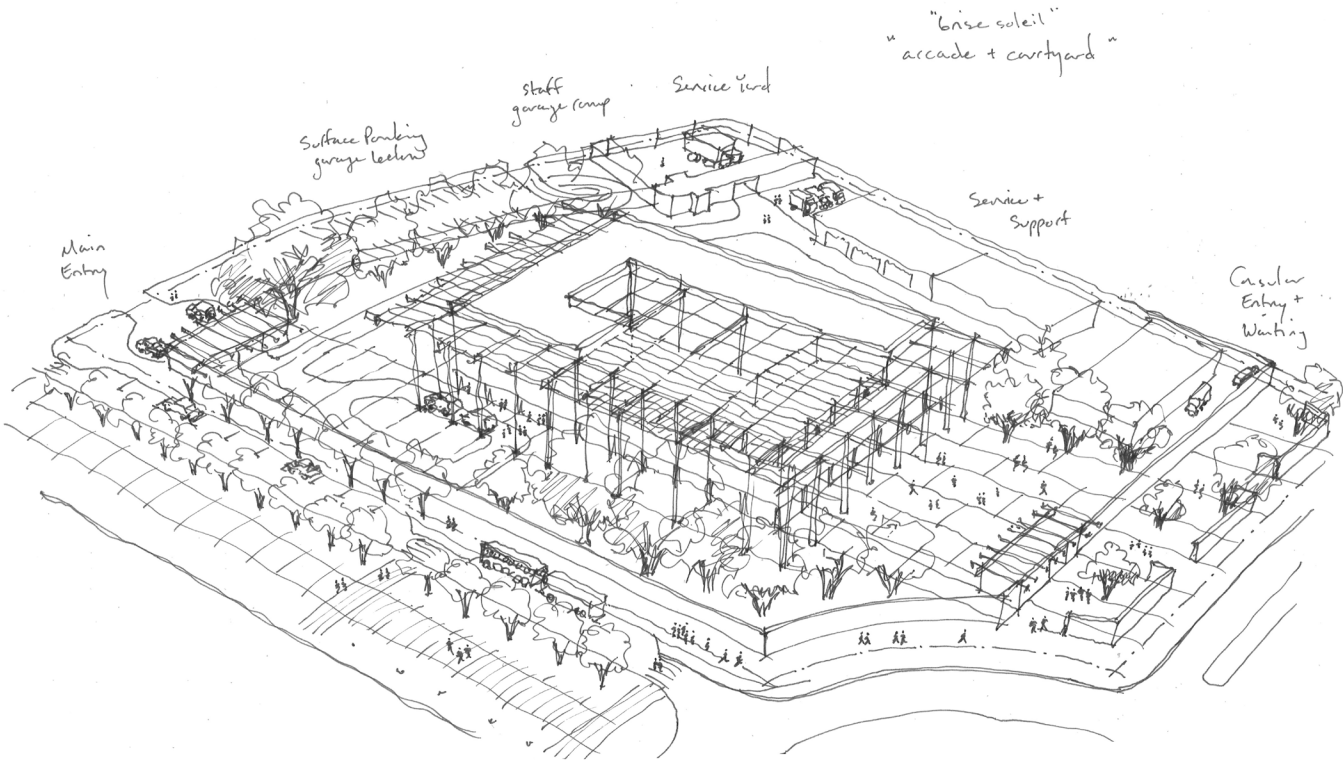 "brise soleil"
"arcade + courtyard"
staff
garage ramp
Service Yard
Surface Parking
garage below
Service +
Support
Main
Entry
Consular
Entry +
Waiting